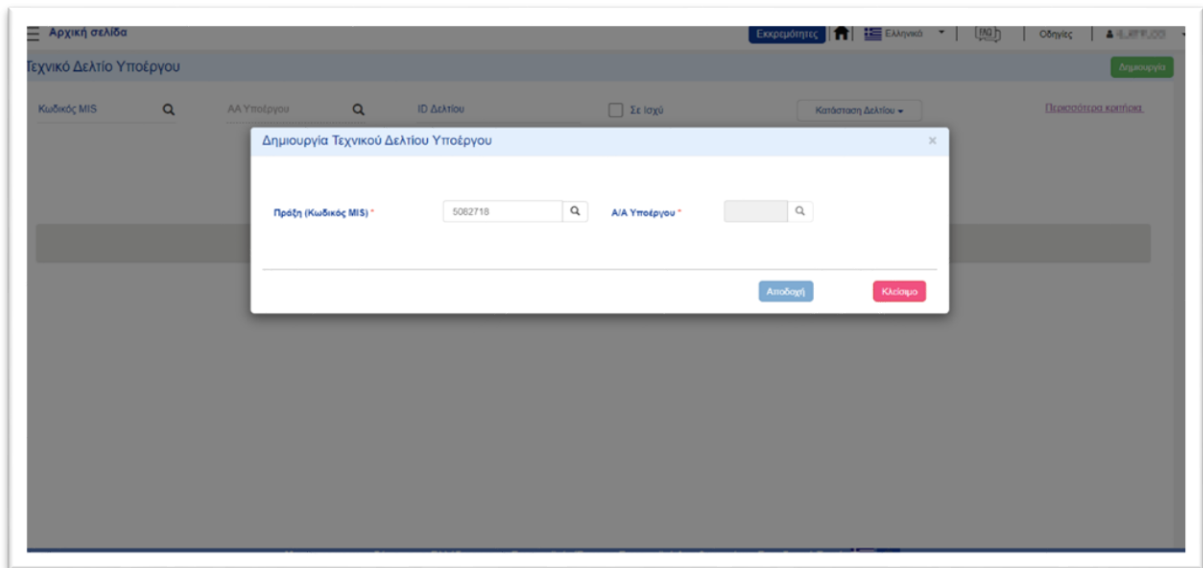 Αρχική σελίδα Εκκρεμότητες Ελληνικά FAQ Οδηγίες
Τεχνικό Δελτίο Υποέργου Δημιουργία
Κωδικός MIS ΑΑ Υποέργου ID Δελτίου Σε Ισχύ Κατάσταση Δελτίου Περισσότερα κριτήρια
Δημιουργία Τεχνικού Δελτίου Υποέργου ×
Πράξη (Κωδικός MIS) * 5082718 Α/Α Υποέργου *
Αποδοχή Κλείσιμο